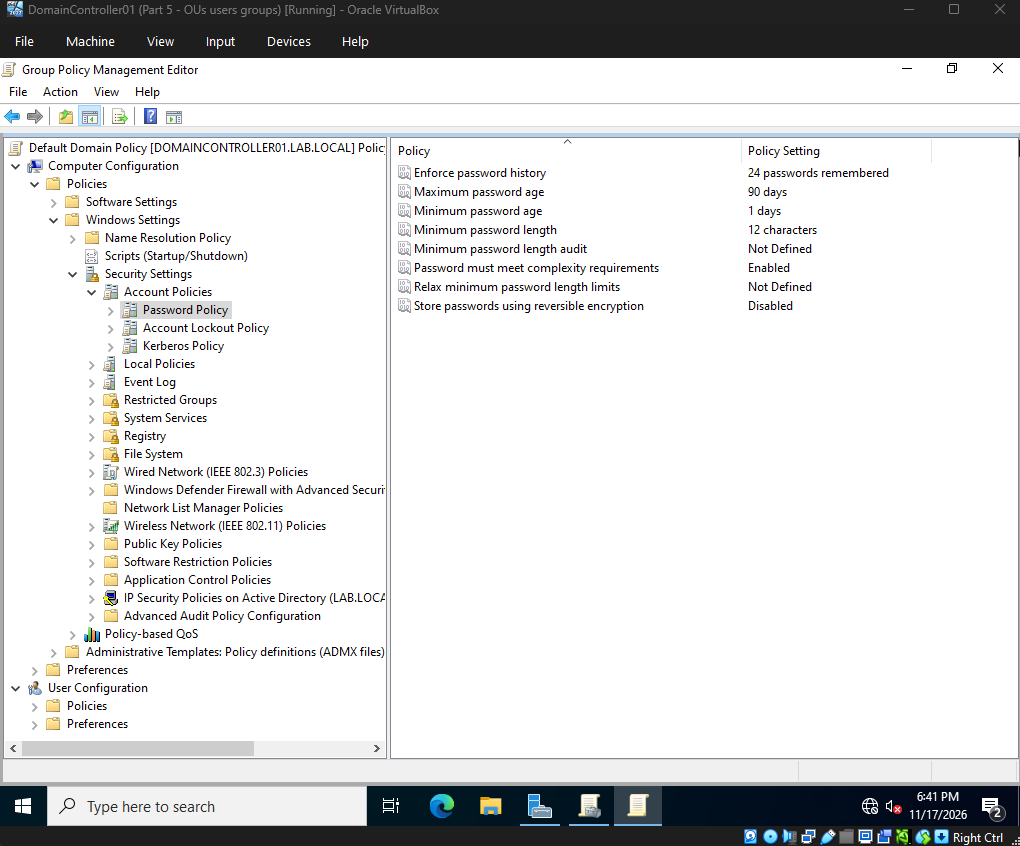 DomainController01 (Part 5 - OUs users groups) [Running] - Oracle VirtualBox
File Machine View Input Devices Help
Group Policy Management Editor
File Action View Help
Default Domain Policy [DOMAINCONTROLLER01.LAB.LOCAL] Polic
Computer Configuration
Policies
Software Settings
Windows Settings
Name Resolution Policy
Scripts (Startup/Shutdown)
Security Settings
Account Policies
Password Policy
Account Lockout Policy
Kerberos Policy
Local Policies
Event Log
Restricted Groups
System Services
Registry
File System
Wired Network (IEEE 802.3) Policies
Windows Defender Firewall with Advanced Securi
Network List Manager Policies
Wireless Network (IEEE 802.11) Policies
Public Key Policies
Software Restriction Policies
Application Control Policies
IP Security Policies on Active Directory (LAB.LOCA
Advanced Audit Policy Configuration
Policy-based QoS
Administrative Templates: Policy definitions (ADMX files)
Preferences
User Configuration
Policies
Preferences
Policy Policy Setting
Enforce password history 24 passwords remembered
Maximum password age 90 days
Minimum password age 1 days
Minimum password length 12 characters
Minimum password length audit Not Defined
Password must meet complexity requirements Enabled
Relax minimum password length limits Not Defined
Store passwords using reversible encryption Disabled
Type here to search
6:41 PM
11/17/2026
2
Right Ctrl